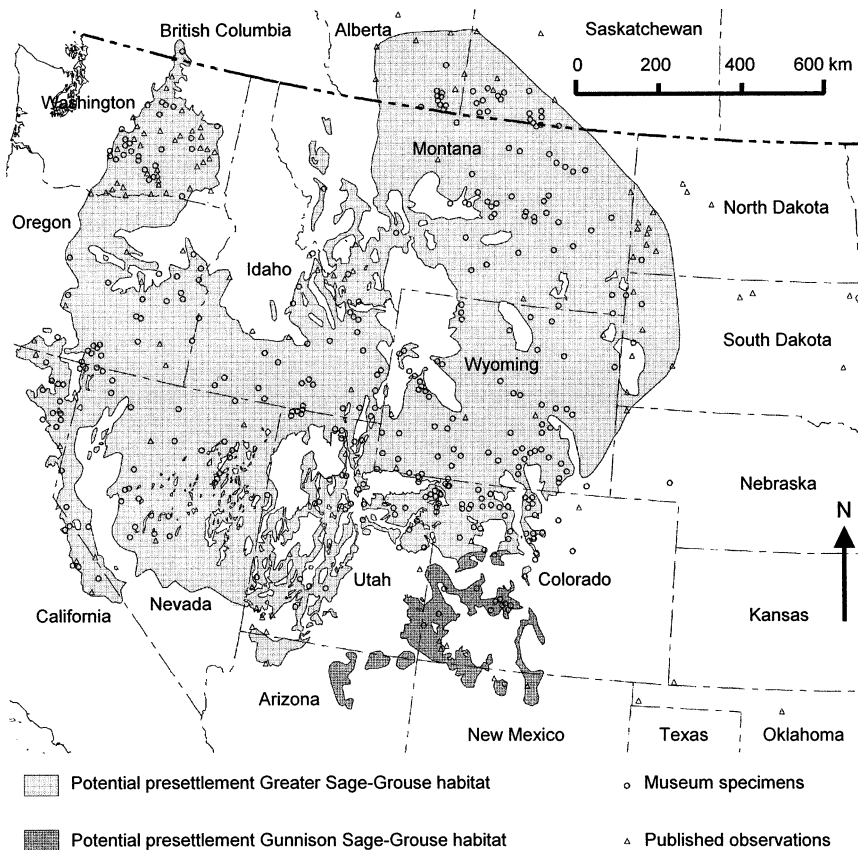 British Columbia
Alberta
Saskatchewan
0 200 400 600 km
Washington
Montana
Oregon
North Dakota
Idaho
South Dakota
Wyoming
Nebraska
N
Utah
Colorado
California
Nevada
Kansas
Arizona
New Mexico
Texas
Oklahoma
Potential presettlement Greater Sage-Grouse habitat
Museum specimens
Potential presettlement Gunnison Sage-Grouse habitat
Published observations